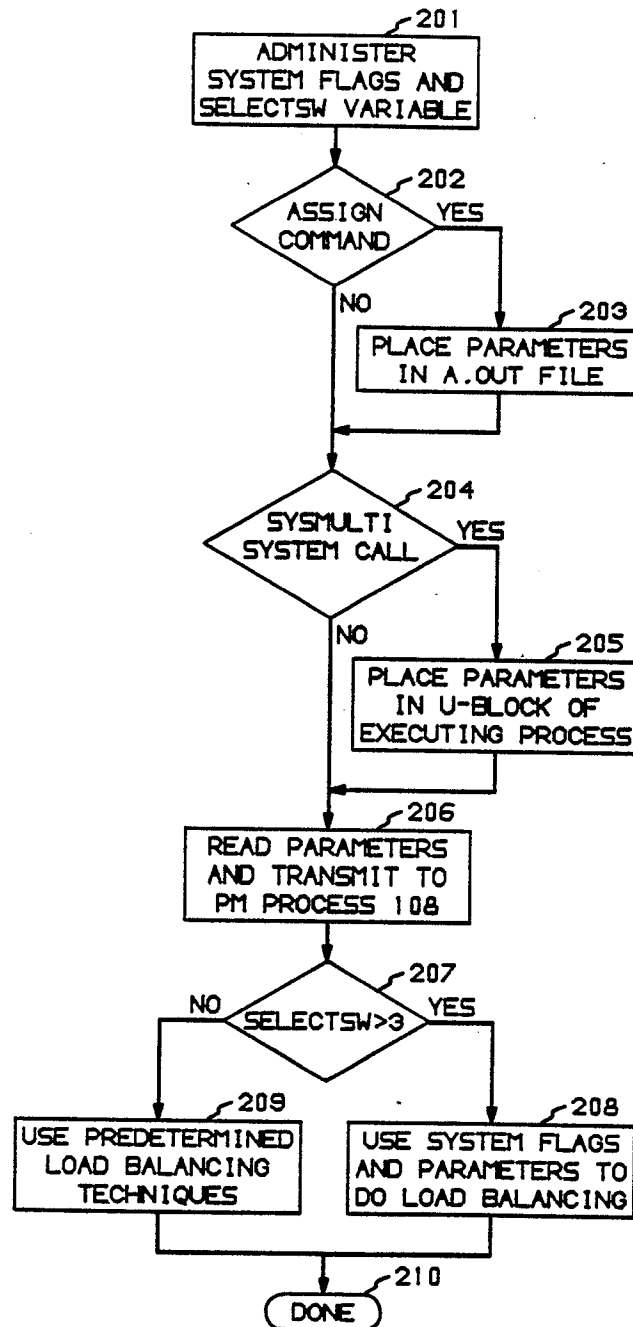 201
ADMINISTER
SYSTEM FLAGS AND
SELECTSW VARIABLE
202
ASSIGN
COMMAND
YES
NO
203
PLACE PARAMETERS
IN A.OUT FILE
204
SYSMULTI
SYSTEM CALL
YES
NO
205
PLACE PARAMETERS
IN U-BLOCK OF
EXECUTING PROCESS
206
READ PARAMETERS
AND TRANSMIT TO
PM PROCESS 108
207
NO
SELECTSW>3
YES
209
USE PREDETERMINED
LOAD BALANCING
TECHNIQUES
208
USE SYSTEM FLAGS
AND PARAMETERS TO
DO LOAD BALANCING
210
DONE